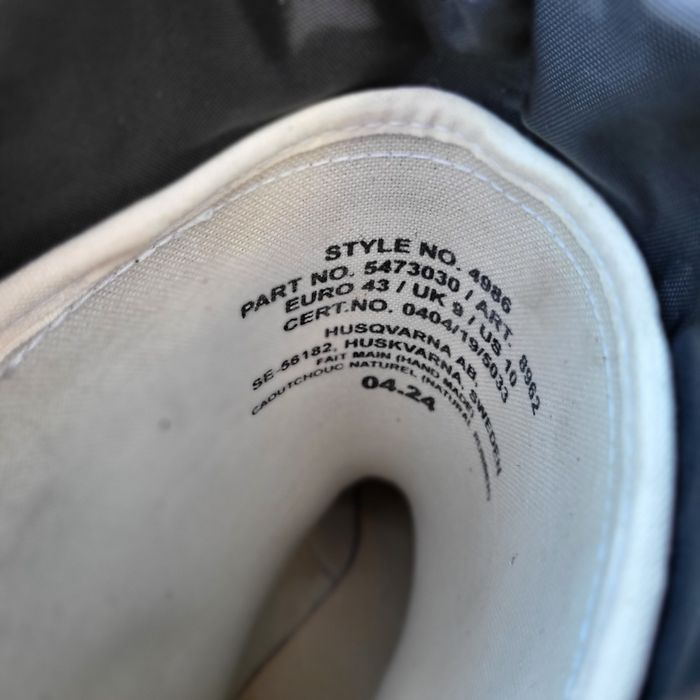 STYLE NO. 4986
PART NO. 5473030 / ART. 8962
EURO 43 / UK 9 / US 10
CERT.NO. 0404/19/5033
HUSQVARNA AB,
SE-56182, HUSKVARNA, SWEDEN
FAIT MAIN (HAND MADE)
CAOUTCHOUC NATUREL (NATURAL RUBBER)
04-24